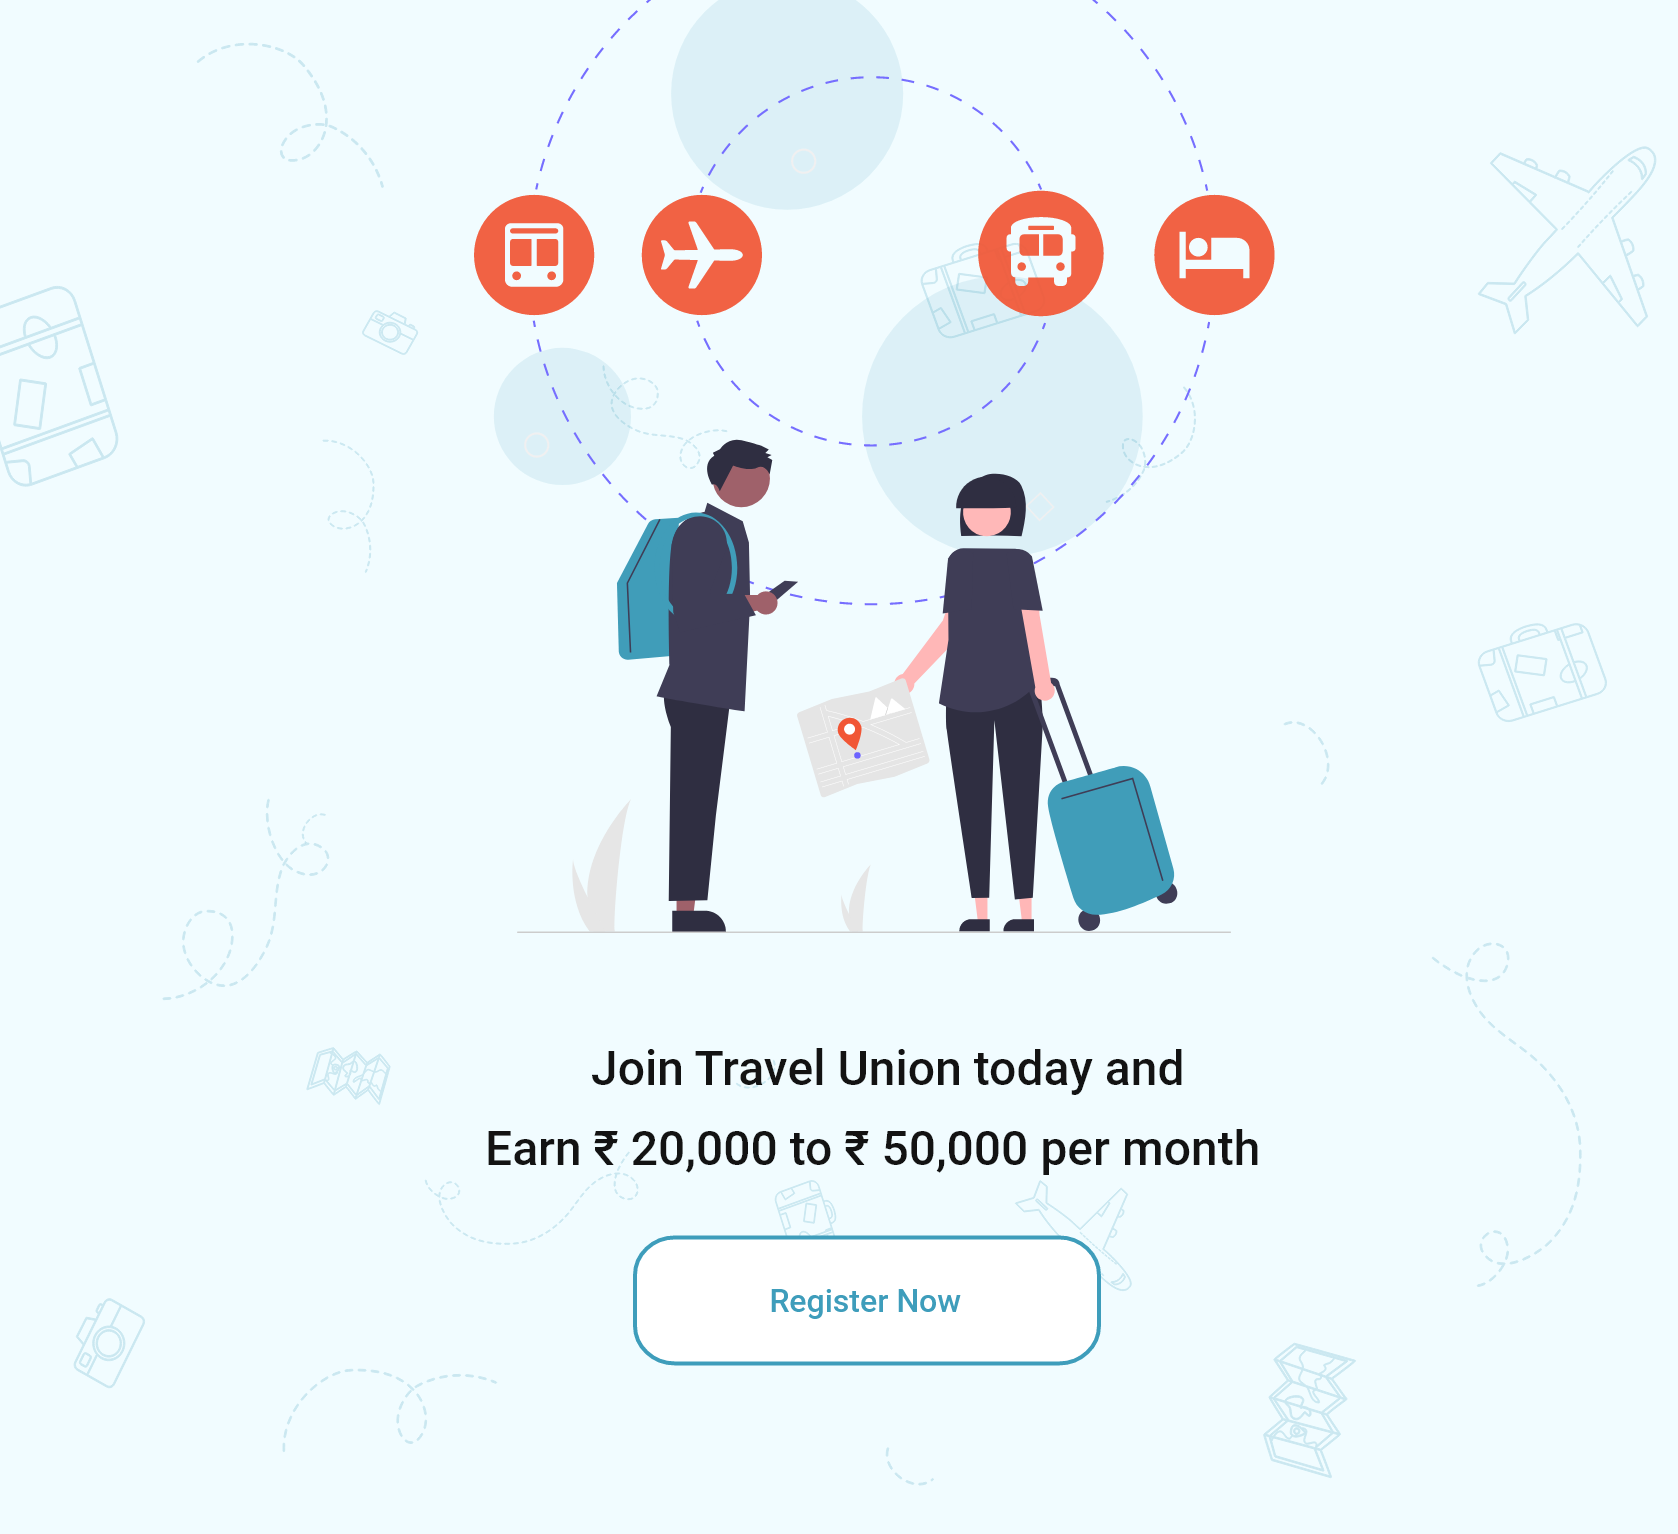 Join Travel Union today and
Earn ₹ 20,000 to ₹ 50,000 per month
Register Now